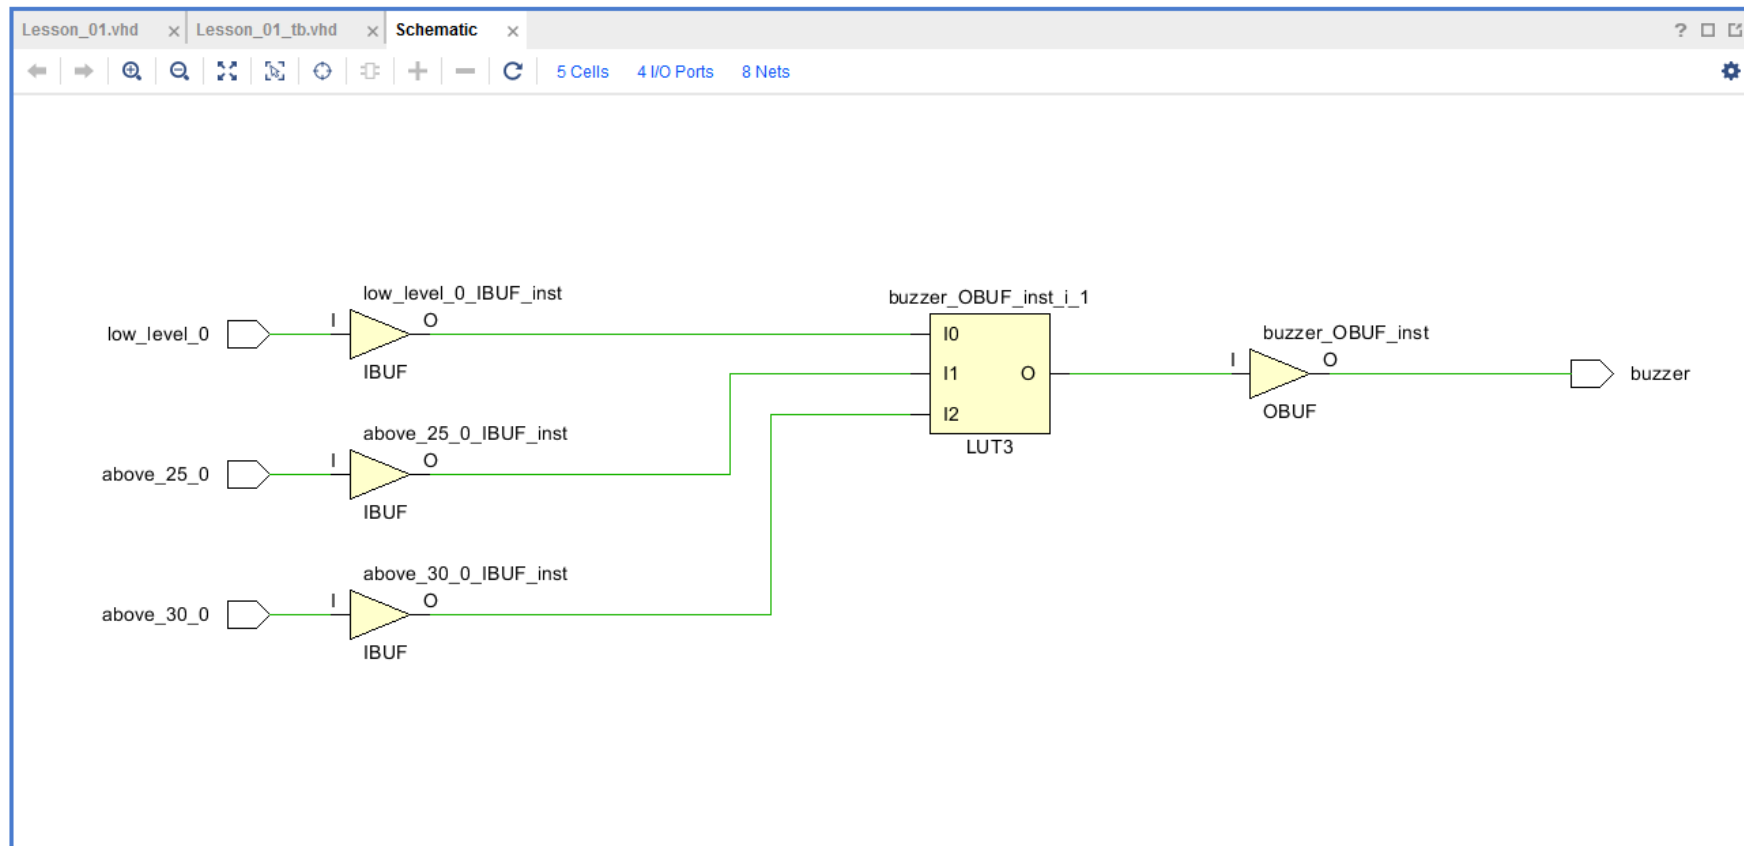 Lesson_01.vhd
Lesson_01_tb.vhd
Schematic
5 Cells
4 I/O Ports
8 Nets
low_level_0_IBUF_inst
low_level_0
I
O
IBUF
above_25_0_IBUF_inst
above_25_0
I
O
IBUF
above_30_0_IBUF_inst
above_30_0
I
O
IBUF
buzzer_OBUF_inst_i_1
I0
I1
O
I2
LUT3
buzzer_OBUF_inst
I
O
OBUF
buzzer